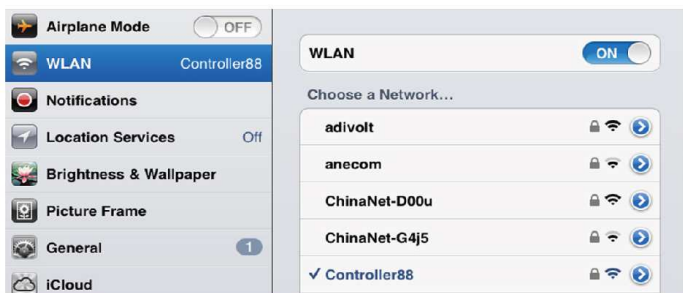 Airplane Mode OFF
WLAN Controller88
Notifications
Location Services Off
Brightness & Wallpaper
Picture Frame
General 1
iCloud
WLAN ON
Choose a Network...
adivolt
anecom
ChinaNet-D00u
ChinaNet-G4j5
✓ Controller88